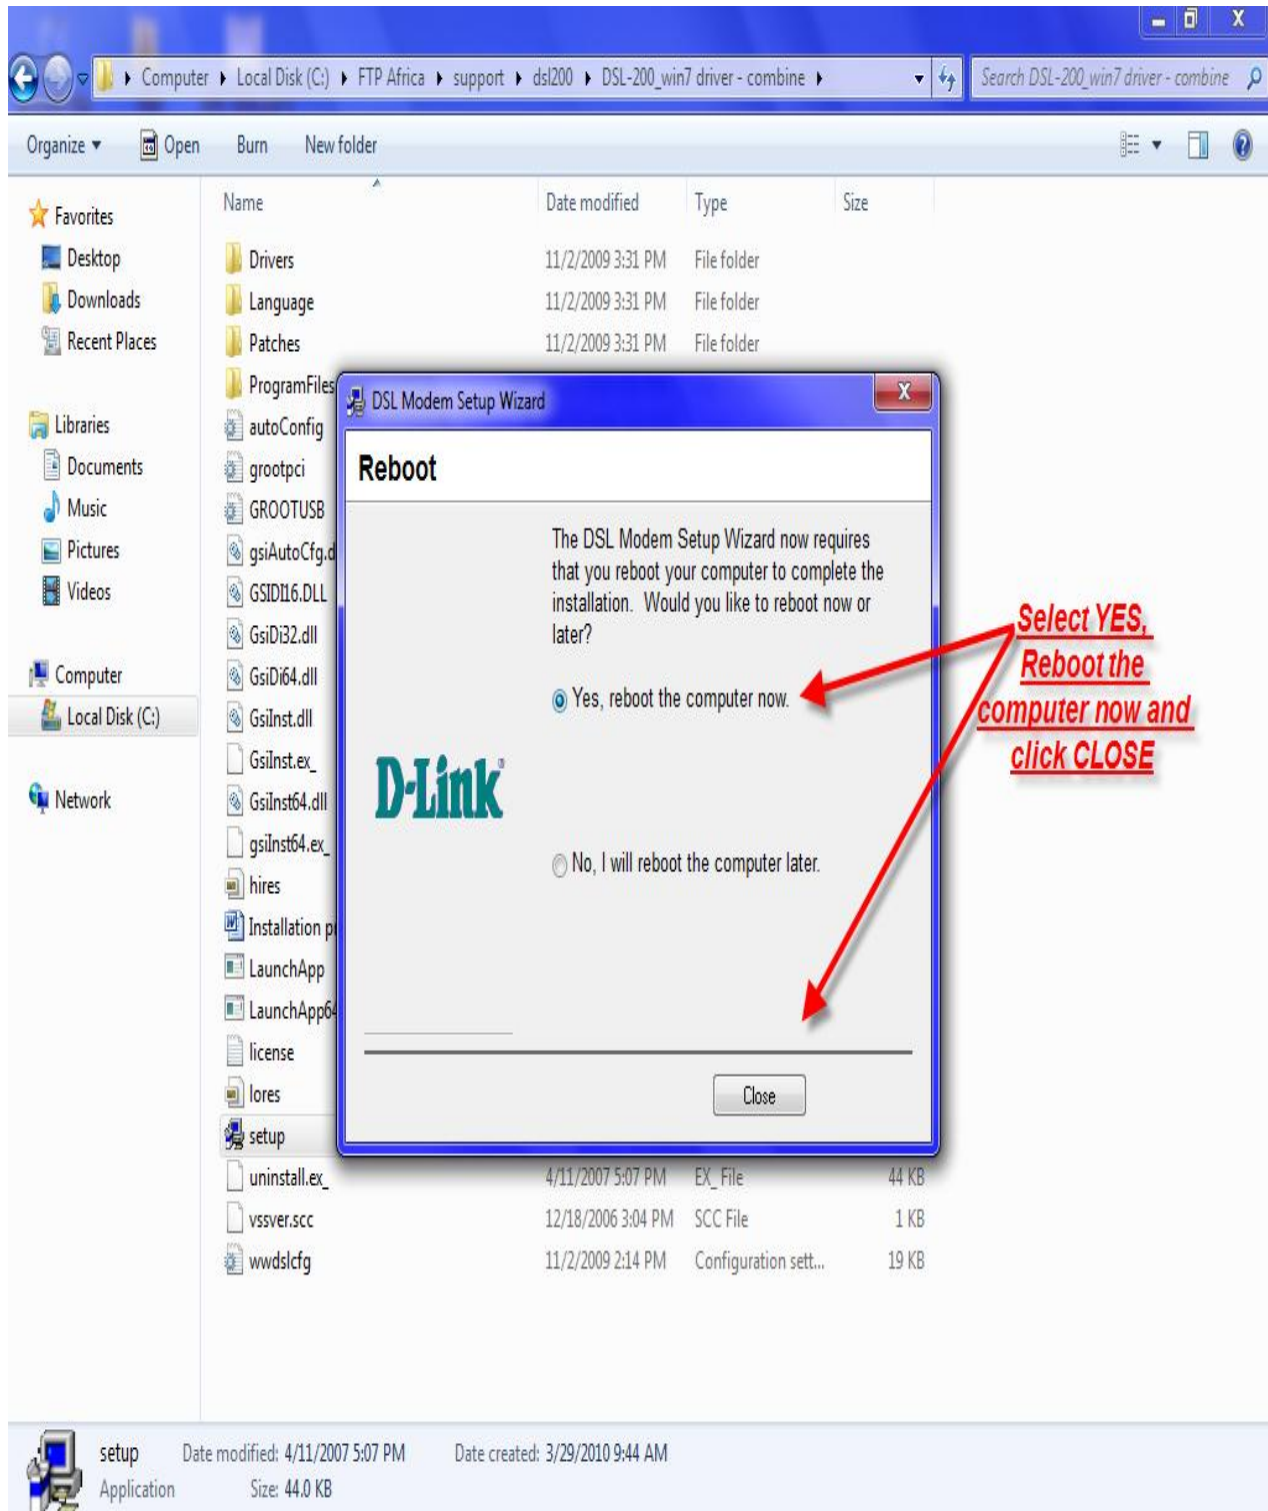 X
Computer ▸ Local Disk (C:) ▸ FTP Africa ▸ support ▸ dsl200 ▸ DSL-200_win7 driver - combine ▸
Search DSL-200_win7 driver - combine
Organize Open Burn New folder
Name Date modified Type Size
Favorites
Desktop
Downloads
Recent Places
Libraries
Documents
Music
Pictures
Videos
Computer
Local Disk (C:)
Network
Drivers 11/2/2009 3:31 PM File folder
Language 11/2/2009 3:31 PM File folder
Patches 11/2/2009 3:31 PM File folder
ProgramFiles
autoConfig
grootpci
GROOTUSB
gsiAutoCfg.d
GSIDI16.DLL
GsiDi32.dll
GsiDi64.dll
GsiInst.dll
GsiInst.ex_
GsiInst64.dll
gsiInst64.ex_
hires
Installation p
LaunchApp
LaunchApp64
license
lores
setup
uninstall.ex_ 4/11/2007 5:07 PM EX_ File 44 KB
vssver.scc 12/18/2006 3:04 PM SCC File 1 KB
wwdslcfg 11/2/2009 2:14 PM Configuration sett... 19 KB
DSL Modem Setup Wizard
X
Reboot
The DSL Modem Setup Wizard now requires
that you reboot your computer to complete the
installation. Would you like to reboot now or
later?
Yes, reboot the computer now.
D-Link®
No, I will reboot the computer later.
Close
Select YES,
Reboot the
computer now and
click CLOSE
setup Date modified: 4/11/2007 5:07 PM Date created: 3/29/2010 9:44 AM
Application Size: 44.0 KB